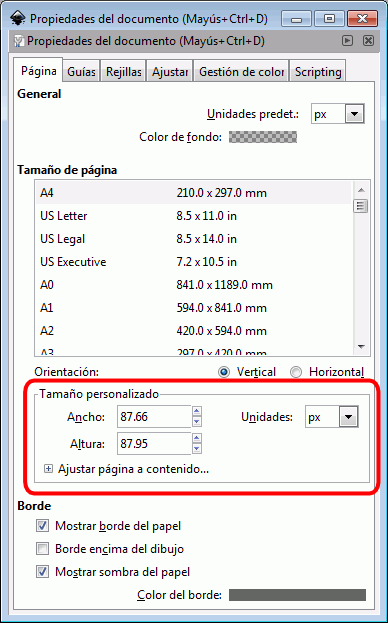 Propiedades del documento (Mayús+Ctrl+D)
Propiedades del documento (Mayús+Ctrl+D)
Página Guías Rejillas Ajustar Gestión de color Scripting
General
Unidades predet.: px
Color de fondo:
Tamaño de página
A4 210.0 x 297.0 mm
US Letter 8.5 x 11.0 in
US Legal 8.5 x 14.0 in
US Executive 7.2 x 10.5 in
A0 841.0 x 1189.0 mm
A1 594.0 x 841.0 mm
A2 420.0 x 594.0 mm
A3 297.0 x 420.0 mm
Orientación: Vertical Horizontal
Tamaño personalizado
Ancho: 87.66 Unidades: px
Altura: 87.95
Ajustar página a contenido...
Borde
Mostrar borde del papel
Borde encima del dibujo
Mostrar sombra del papel
Color del borde: